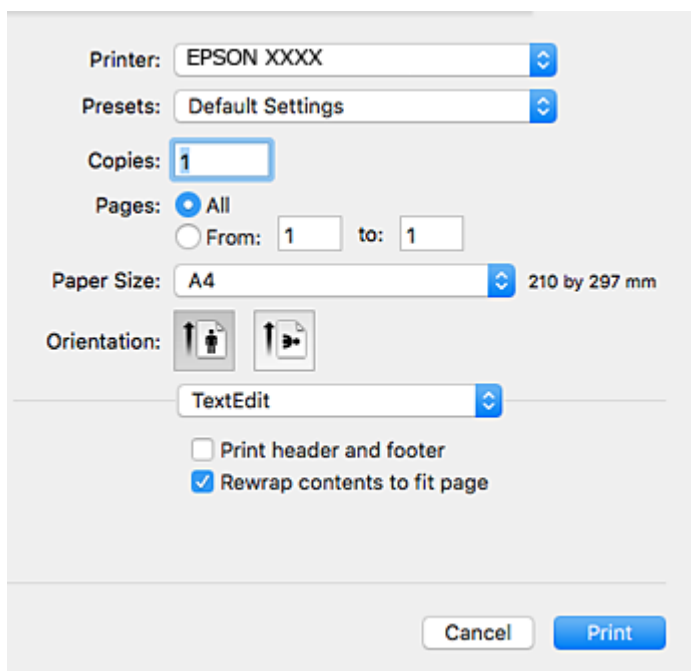 Printer: EPSON XXXX
Presets: Default Settings
Copies: 1
Pages: All
From: 1 to: 1
Paper Size: A4 210 by 297 mm
Orientation:
TextEdit
Print header and footer
Rewrap contents to fit page
Cancel Print